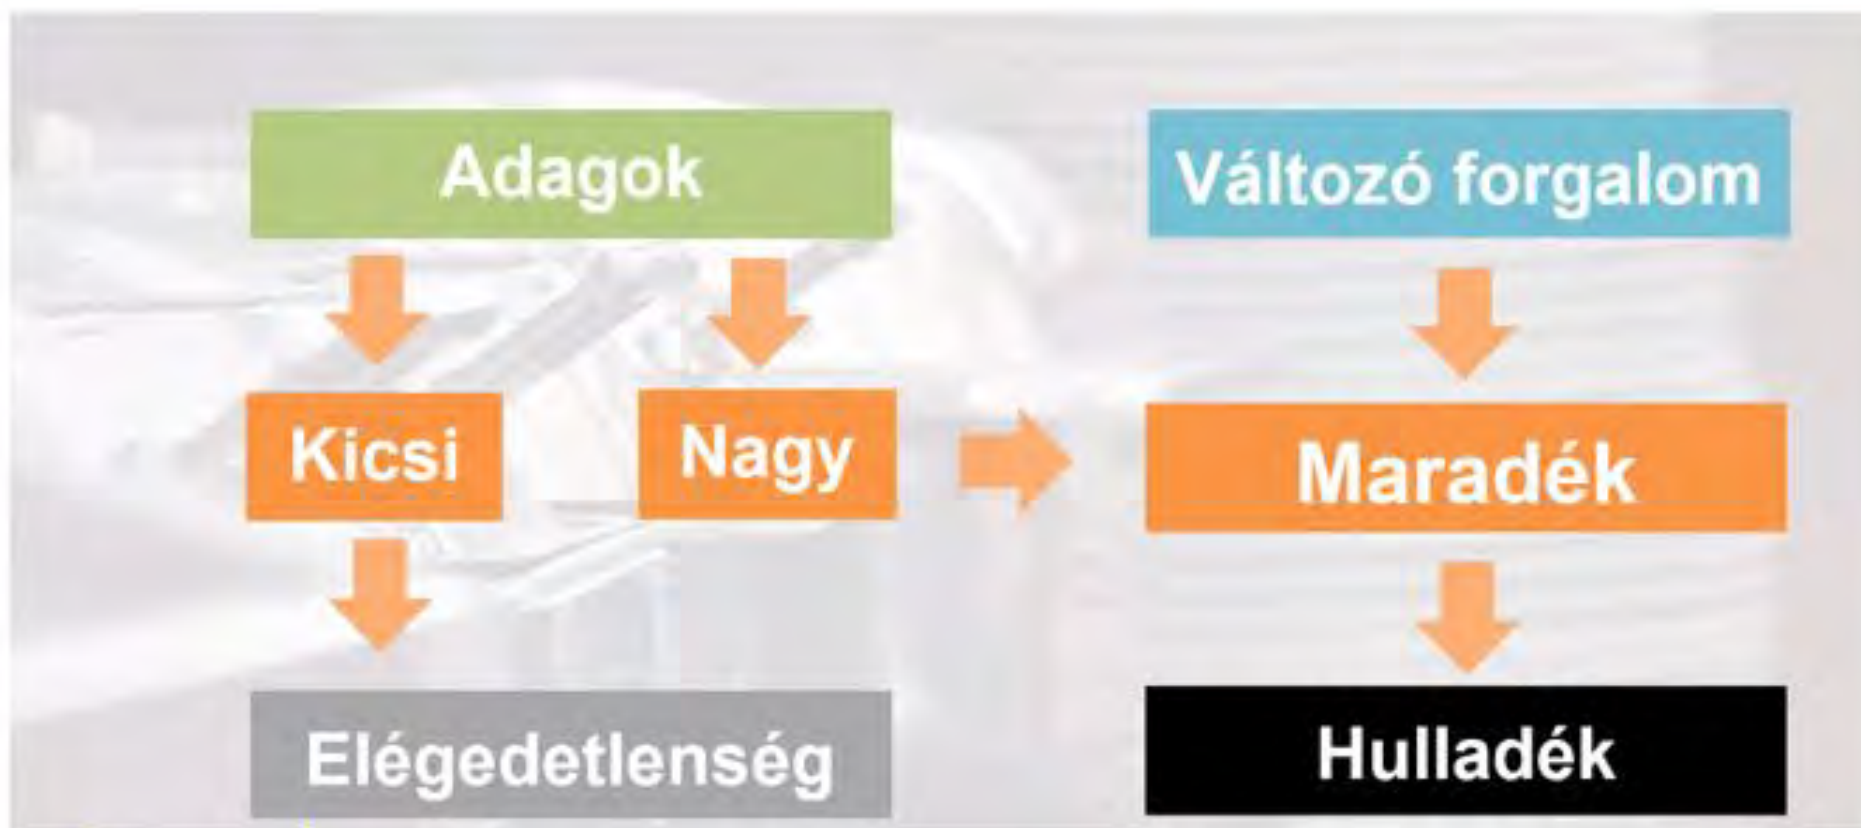 Adagok
Változó forgalom
Kicsi
Nagy
Maradék
Elégedetlenség
Hulladék